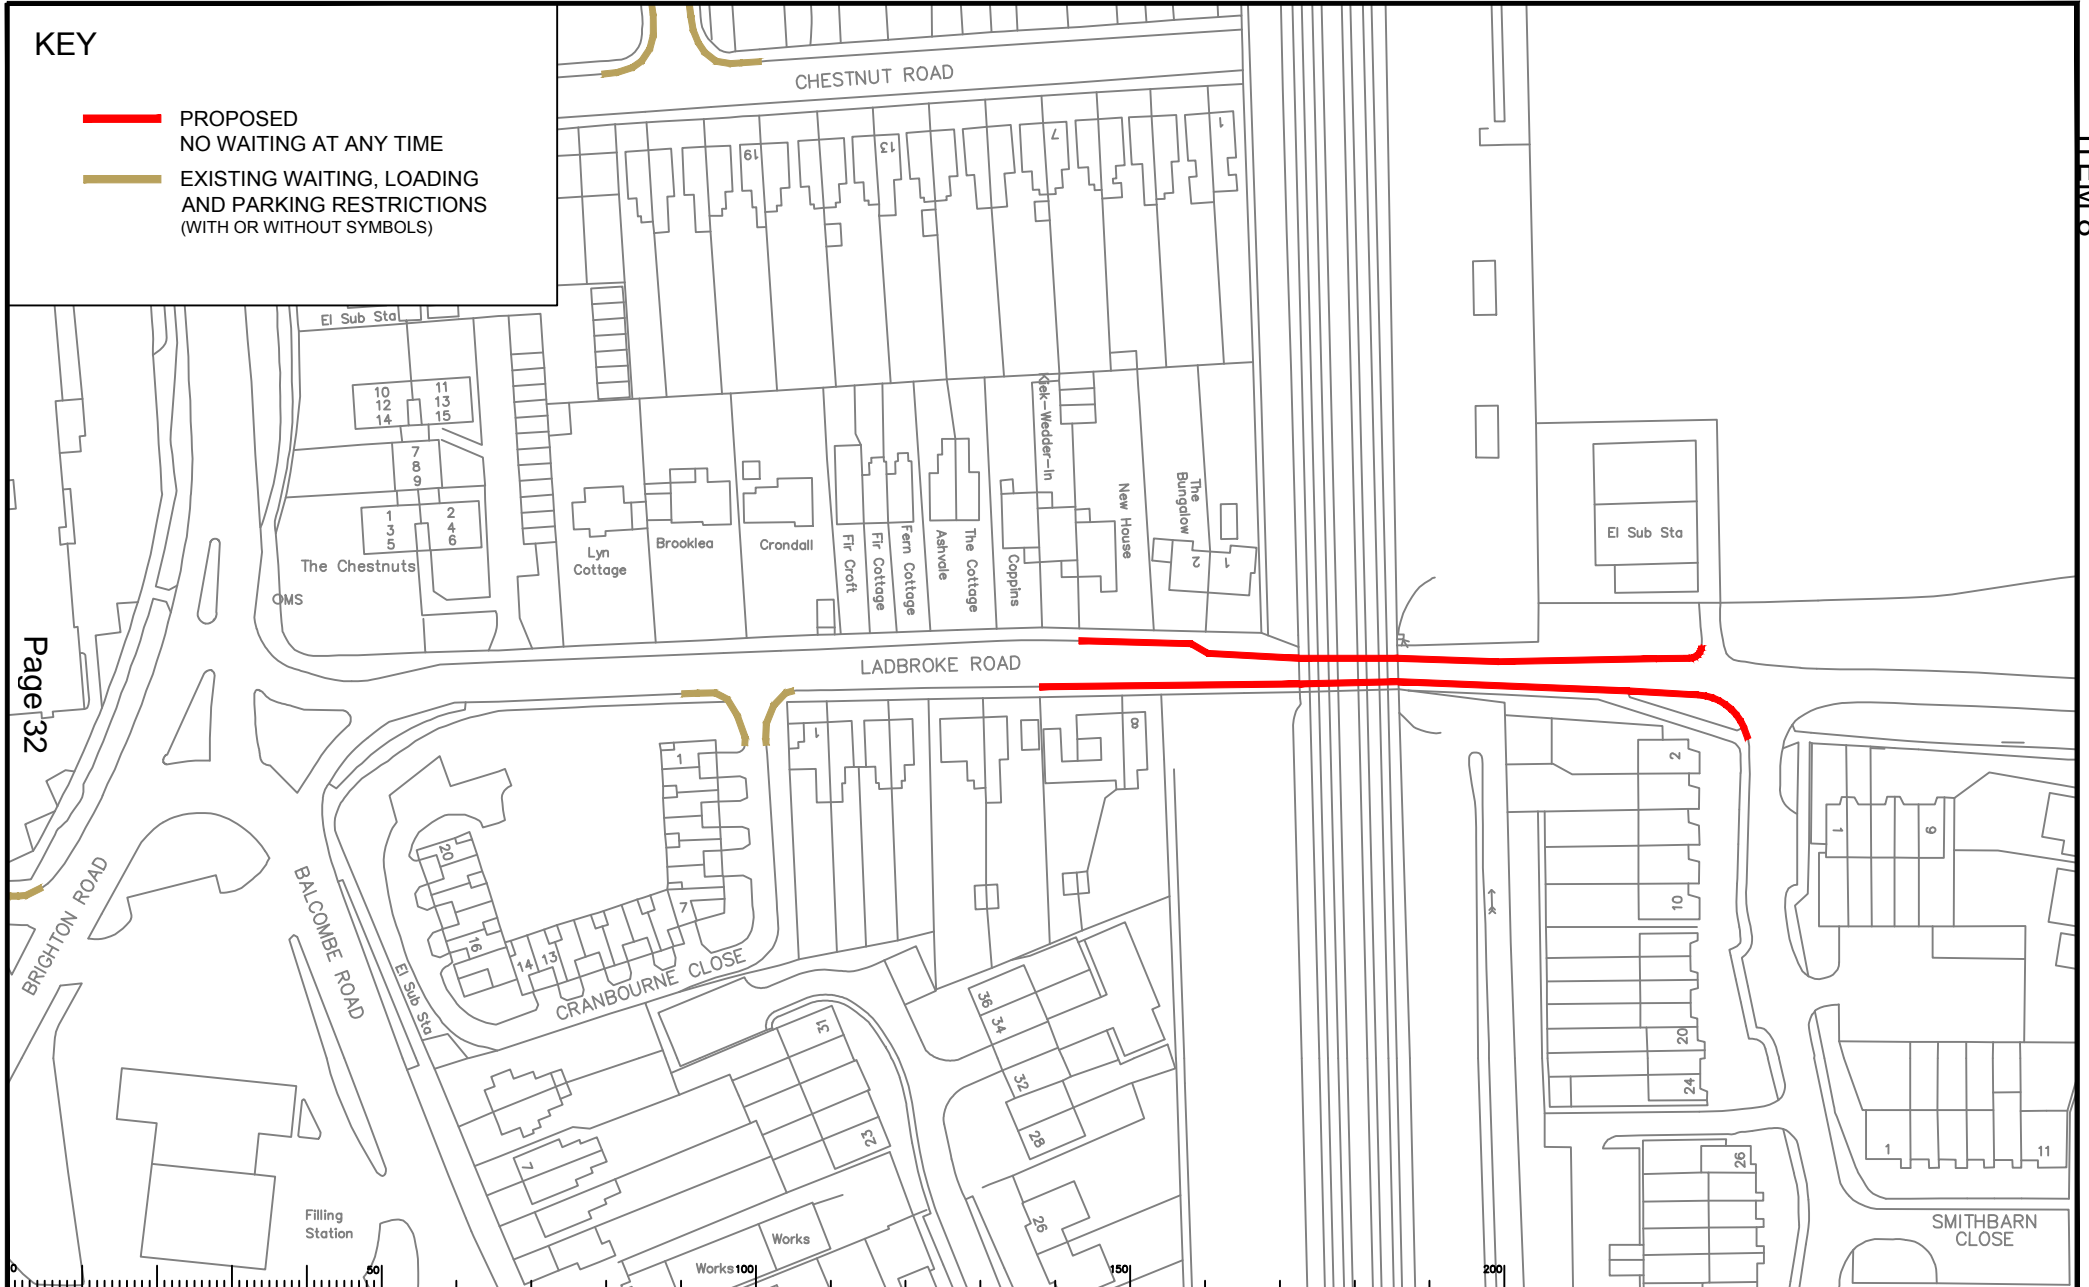 KEY
PROPOSED
NO WAITING AT ANY TIME
EXISTING WAITING, LOADING
AND PARKING RESTRICTIONS
(WITH OR WITHOUT SYMBOLS)
CHESTNUT ROAD
19
13
7
1
El Sub Sta
10
12
14
11
13
15
7
8
9
1
3
5
2
4
6
The Chestnuts
OMS
Lyn
Cottage
Brooklea
Crondall
Fir Croft
Fir Cottage
Fern Cottage
Ashvale
The Cottage
Coppins
Kiek-Wedder-In
New House
The
Bungalow
2
1
El Sub Sta
LADBROKE ROAD
Page 32
1
1
8
2
10
20
24
26
1
9
20
16
14
13
7
CRANBOURNE CLOSE
BRIGHTON ROAD
BALCOMBE ROAD
El Sub Sta
36
34
32
28
26
31
23
7
Filling
Station
Works
Works
1
11
SMITHBARN
CLOSE
0
50
100
150
200